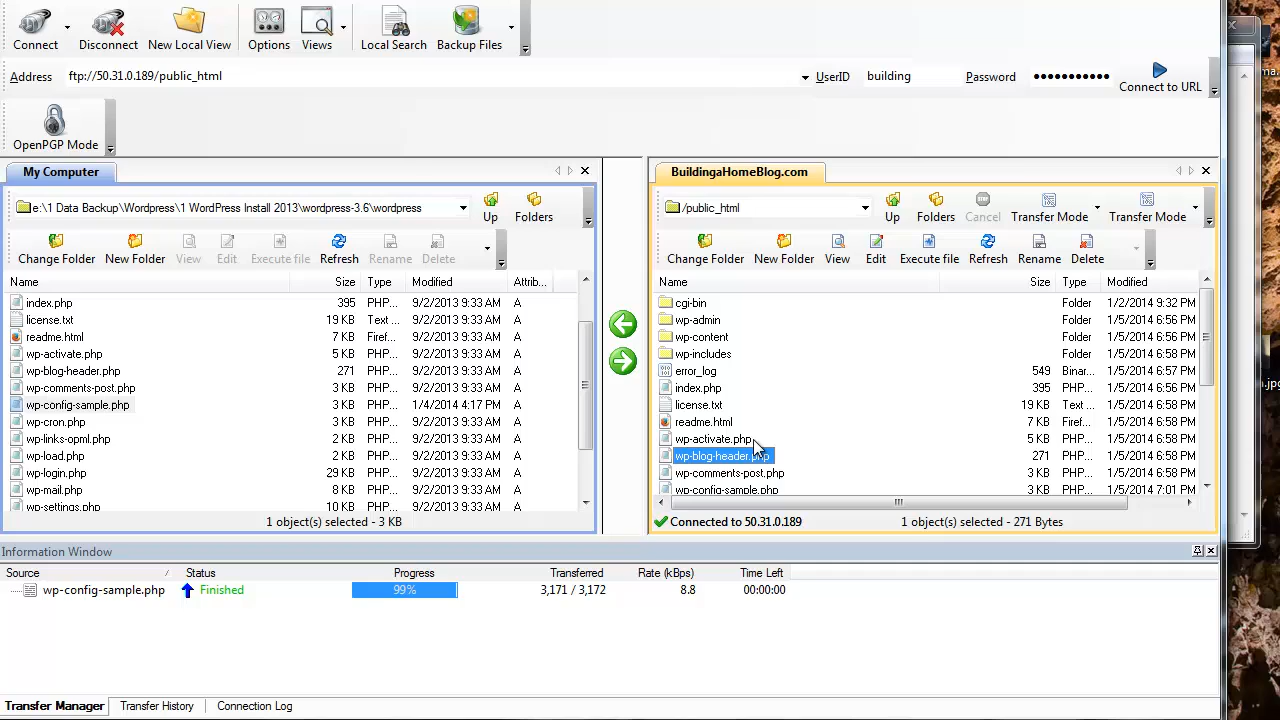 Connect Disconnect New Local View Options Views Local Search Backup Files
Address ftp://50.31.0.189/public_html UserID building Password ●●●●●●●●●●● Connect to URL
OpenPGP Mode
My Computer BuildingaHomeBlog.com
e:\1 Data Backup\Wordpress\1 WordPress Install 2013\wordpress-3.6\wordpress Up Folders /public_html Up Folders Cancel Transfer Mode Transfer Mode
Change Folder New Folder View Edit Execute file Refresh Rename Delete Change Folder New Folder View Edit Execute file Refresh Rename Delete
Name Size Type Modified Attrib... Name Size Type Modified
index.php 395 PHP... 9/2/2013 9:33 AM A cgi-bin Folder 1/2/2014 9:32 PM
license.txt 19 KB Text 9/2/2013 9:33 AM A wp-admin Folder 1/5/2014 6:56 PM
readme.html 7 KB Firef... 9/2/2013 9:33 AM A wp-content Folder 1/5/2014 6:56 PM
wp-activate.php 5 KB PHP... 9/2/2013 9:33 AM A wp-includes Folder 1/5/2014 6:56 PM
wp-blog-header.php 271 PHP... 9/2/2013 9:33 AM A error_log 549 Binar... 1/5/2014 6:57 PM
wp-comments-post.php 3 KB PHP... 9/2/2013 9:33 AM A index.php 395 PHP... 1/5/2014 6:58 PM
wp-config-sample.php 3 KB PHP... 1/4/2014 4:17 PM A license.txt 19 KB Text ... 1/5/2014 6:58 PM
wp-cron.php 3 KB PHP... 9/2/2013 9:33 AM A readme.html 7 KB Firef... 1/5/2014 6:58 PM
wp-links-opml.php 2 KB PHP... 9/2/2013 9:33 AM A wp-activate.php 5 KB PHP... 1/5/2014 6:58 PM
wp-load.php 2 KB PHP... 9/2/2013 9:33 AM A wp-blog-header.php 271 PHP... 1/5/2014 6:58 PM
wp-login.php 29 KB PHP... 9/2/2013 9:33 AM A wp-comments-post.php 3 KB PHP... 1/5/2014 6:58 PM
wp-mail.php 8 KB PHP... 9/2/2013 9:33 AM A wp-config-sample.php 3 KB PHP... 1/5/2014 7:01 PM
wp-settings.php PHP... 9/2/2013 9:33 AM A
1 object(s) selected - 3 KB Connected to 50.31.0.189 1 object(s) selected - 271 Bytes
Information Window
Source Status Progress Transferred Rate (kBps) Time Left
wp-config-sample.php Finished 99% 3,171 / 3,172 8.8 00:00:00
Transfer Manager Transfer History Connection Log